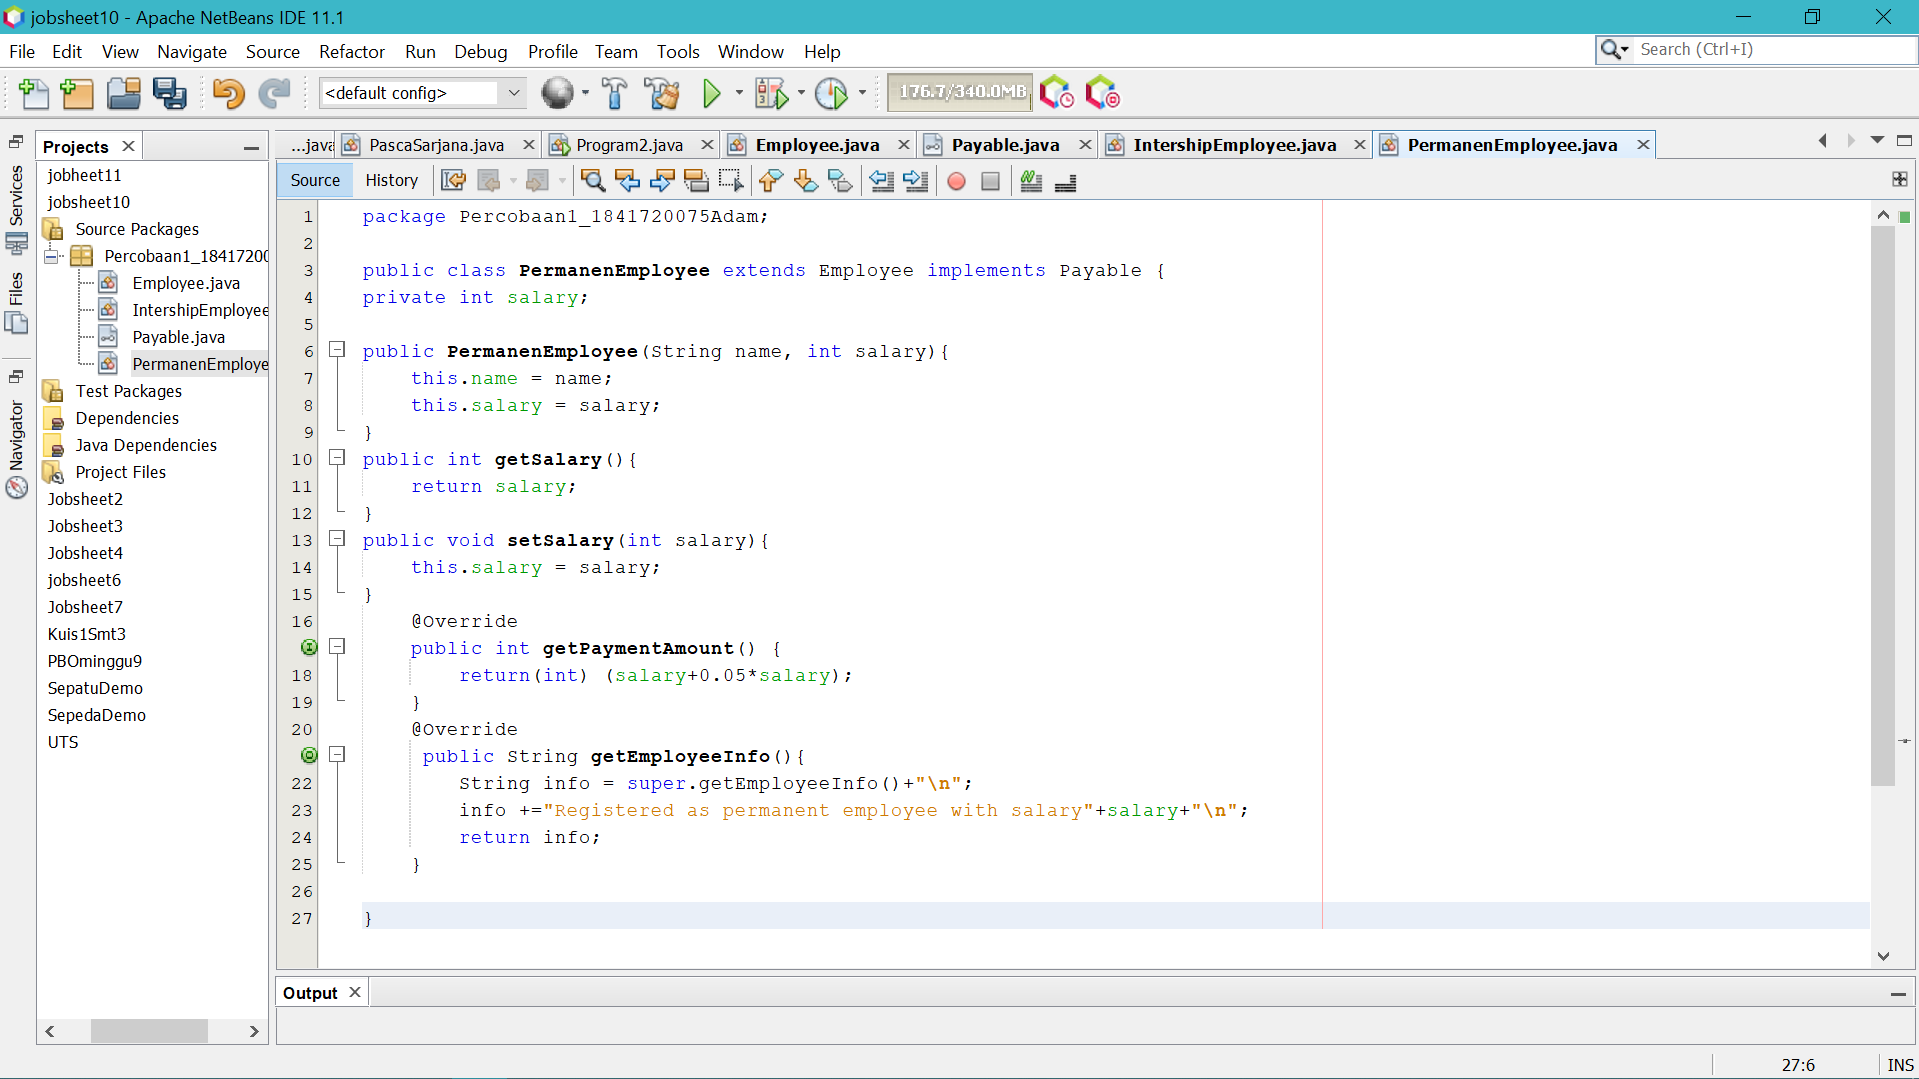 jobsheet10 - Apache NetBeans IDE 11.1
File Edit View Navigate Source Refactor Run Debug Profile Team Tools Window Help
Search (Ctrl+I)
<default config>
176.7/340.0MB
Services
Files
Navigator
Projects
jobheet11
jobsheet10
Source Packages
Percobaan1_18417200
Employee.java
IntershipEmployee
Payable.java
PermanenEmploye
Test Packages
Dependencies
Java Dependencies
Project Files
Jobsheet2
Jobsheet3
Jobsheet4
jobsheet6
Jobsheet7
Kuis1Smt3
PBOminggu9
SepatuDemo
SepedaDemo
UTS
...java PascaSarjana.java Program2.java Employee.java Payable.java IntershipEmployee.java PermanenEmployee.java
Source History
1 package Percobaan1_1841720075Adam;
2
3 public class PermanenEmployee extends Employee implements Payable {
4 private int salary;
5
6 public PermanenEmployee(String name, int salary){
7     this.name = name;
8     this.salary = salary;
9 }
10 public int getSalary(){
11     return salary;
12 }
13 public void setSalary(int salary){
14     this.salary = salary;
15 }
16     @Override
    public int getPaymentAmount() {
18         return(int) (salary+0.05*salary);
19     }
20     @Override
     public String getEmployeeInfo(){
22         String info = super.getEmployeeInfo()+"\n";
23         info +="Registered as permanent employee with salary"+salary+"\n";
24         return info;
25     }
26
27 }
Output
27:6 INS